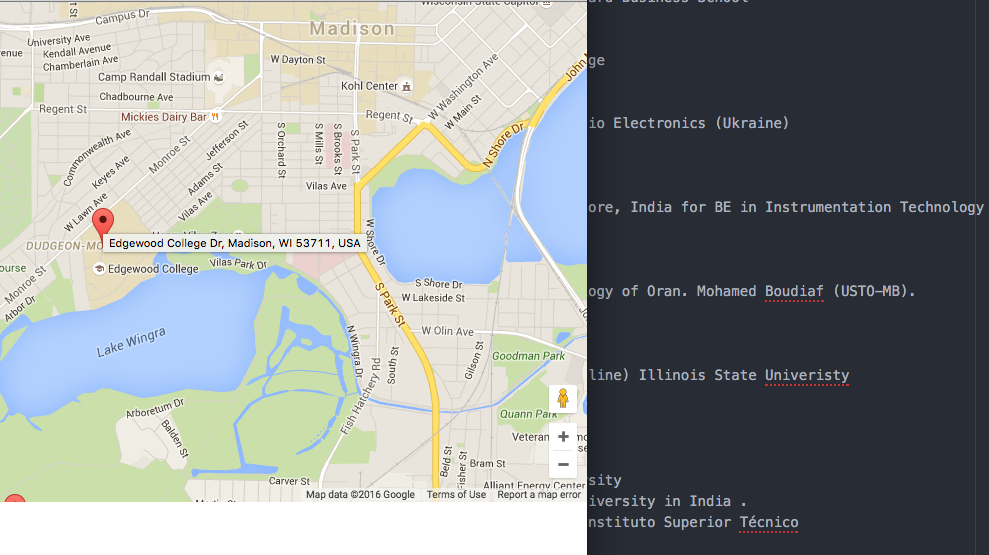 Wisconsin State Capitol
Campus Dr
Madison
University Ave
Kendall Avenue
Chamberlain Ave
W Dayton St
Camp Randall Stadium
Kohl Center
W Washington Ave
John
Chadbourne Ave
W Main St
Regent St
Mickies Dairy Bar
Regent St
N Shore Dr
Commonwealth Ave
Monroe St
Jefferson St
S Orchard St
S Mills St
S Brooks St
S Park St
Keyes Ave
Adams St
Vilas Ave
Vilas Ave
W Lawn Ave
DUDGEON-MO
Edgewood College Dr, Madison, WI 53711, USA
W Shore Dr
ourse
Edgewood College
Vilas Park Dr
Monroe St
Arbor Dr
S Shore Dr
W Lakeside St
S Park St
Lake Wingra
N Wingra Dr
W Olin Ave
South St
Gilson St
Goodman Park
Fish Hatchery Rd
Arboretum Dr
Balden St
Quann Park
Veteran
Beld St
Fisher St
Bram St
Carver St
Alliant Energy Center
Map data ©2016 Google Terms of Use Report a map error
ard Business School
ge
io Electronics (Ukraine)
ore, India for BE in Instrumentation Technology
ogy of Oran. Mohamed Boudiaf (USTO–MB).
line) Illinois State Univeristy
sity
iversity in India .
nstituto Superior Técnico